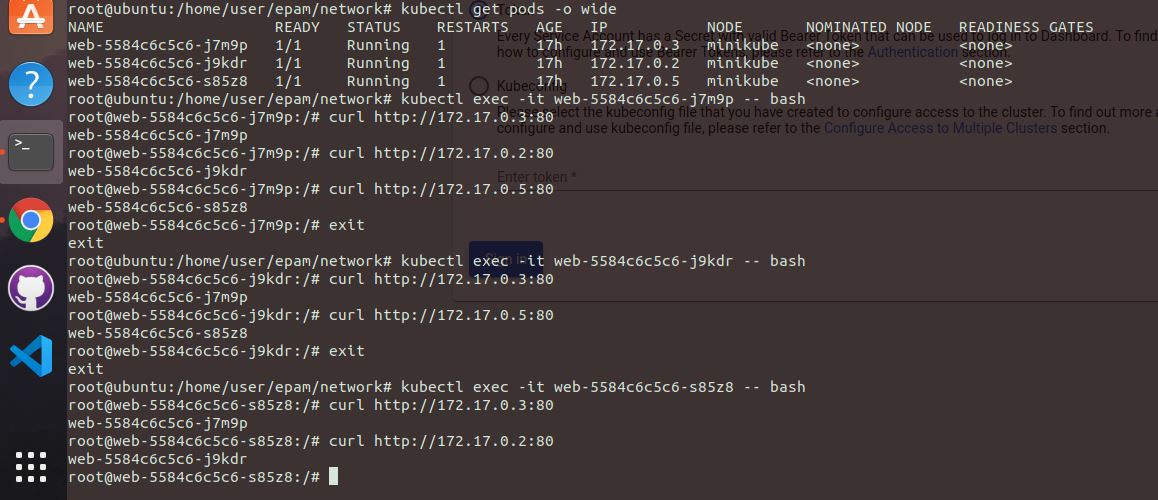 root@ubuntu:/home/user/epam/network# kubectl get pods -o wide
NAME READY STATUS RESTARTS AGE IP NODE NOMINATED NODE READINESS GATES
web-5584c6c5c6-j7m9p 1/1 Running 1 17h 172.17.0.3 minikube <none> <none>
web-5584c6c5c6-j9kdr 1/1 Running 1 17h 172.17.0.2 minikube <none> <none>
web-5584c6c5c6-s85z8 1/1 Running 1 17h 172.17.0.5 minikube <none> <none>
root@ubuntu:/home/user/epam/network# kubectl exec -it web-5584c6c5c6-j7m9p -- bash
root@web-5584c6c5c6-j7m9p:/# curl http://172.17.0.3:80
web-5584c6c5c6-j7m9p
root@web-5584c6c5c6-j7m9p:/# curl http://172.17.0.2:80
web-5584c6c5c6-j9kdr
root@web-5584c6c5c6-j7m9p:/# curl http://172.17.0.5:80
web-5584c6c5c6-s85z8
root@web-5584c6c5c6-j7m9p:/# exit
exit
root@ubuntu:/home/user/epam/network# kubectl exec -it web-5584c6c5c6-j9kdr -- bash
root@web-5584c6c5c6-j9kdr:/# curl http://172.17.0.3:80
web-5584c6c5c6-j7m9p
root@web-5584c6c5c6-j9kdr:/# curl http://172.17.0.5:80
web-5584c6c5c6-s85z8
root@web-5584c6c5c6-j9kdr:/# exit
exit
root@ubuntu:/home/user/epam/network# kubectl exec -it web-5584c6c5c6-s85z8 -- bash
root@web-5584c6c5c6-s85z8:/# curl http://172.17.0.3:80
web-5584c6c5c6-j7m9p
root@web-5584c6c5c6-s85z8:/# curl http://172.17.0.2:80
web-5584c6c5c6-j9kdr
root@web-5584c6c5c6-s85z8:/#
Every Service Account has a Secret with valid Bearer Token that can be used to log in to Dashboard. To find
how to configure and use Bearer Tokens, please refer to the Authentication section.
Kubeconfig
Please select the kubeconfig file that you have created to configure access to the cluster. To find out more a
configure and use kubeconfig file, please refer to the Configure Access to Multiple Clusters section.
Enter token *